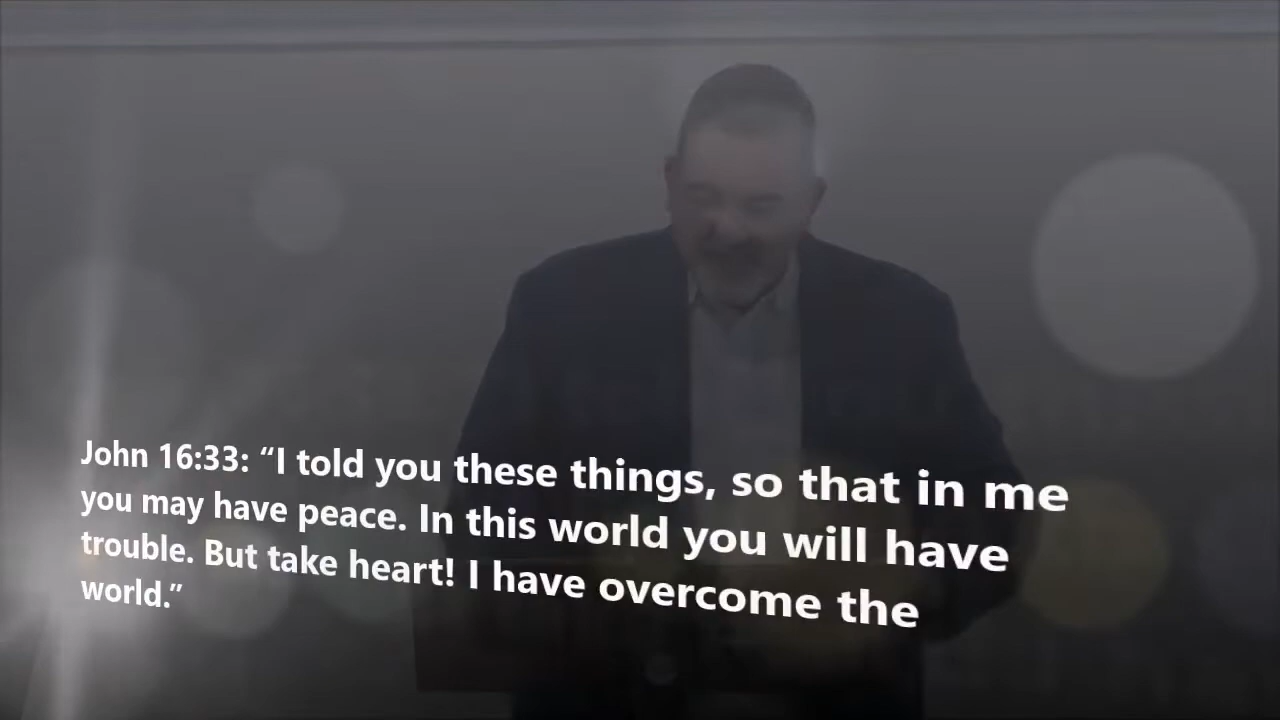 John 16:33: “I told you these things, so that in me
you may have peace. In this world you will have
trouble. But take heart! I have overcome the
world.”